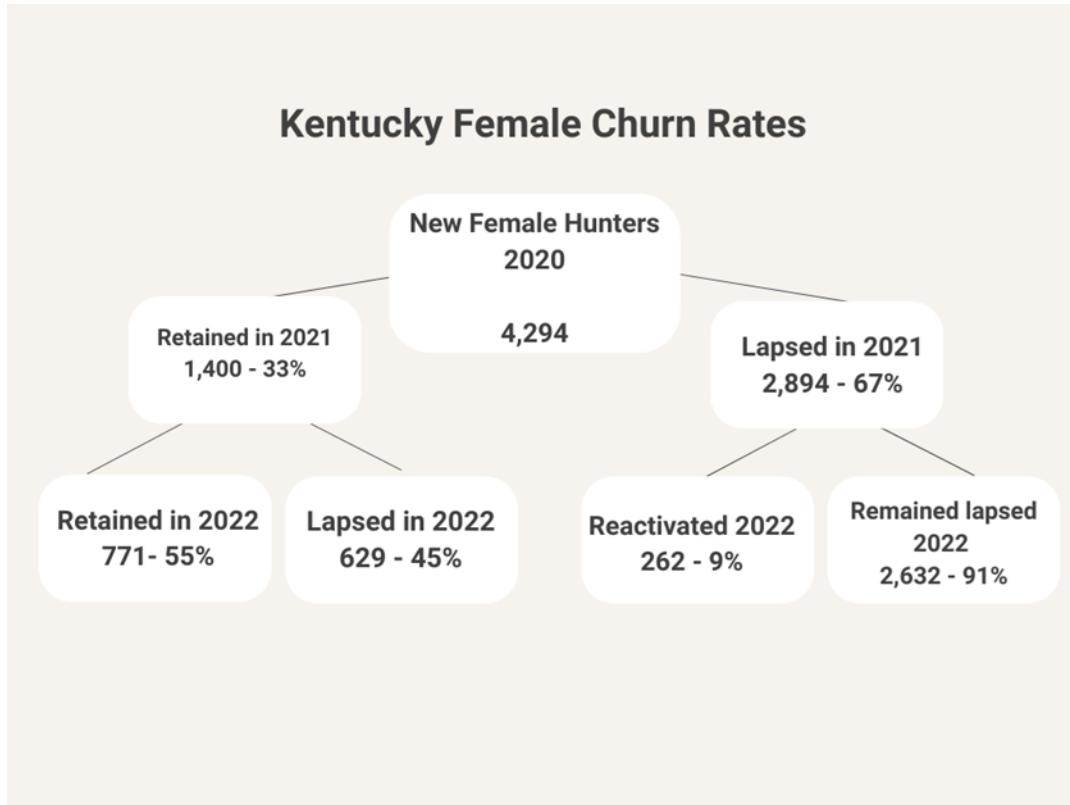 Kentucky Female Churn Rates
New Female Hunters
2020
4,294
Retained in 2021
1,400 - 33%
Lapsed in 2021
2,894 - 67%
Retained in 2022
771- 55%
Lapsed in 2022
629 - 45%
Reactivated 2022
262 - 9%
Remained lapsed
2022
2,632 - 91%